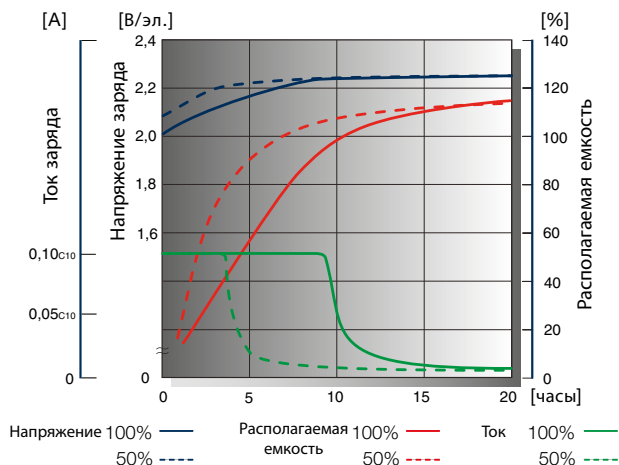 [А] [В/эл.] [%]
Ток заряда
Напряжение заряда
Располагаемая емкость
0,10C10
0,05C10
0
2,4
2,2
2,0
1,8
1,6
≈
0
140
120
100
80
60
40
20
0
0 5 10 15 20 [часы]
Напряжение 100% Располагаемая емкость 100% Ток 100%
50% 50% 50%